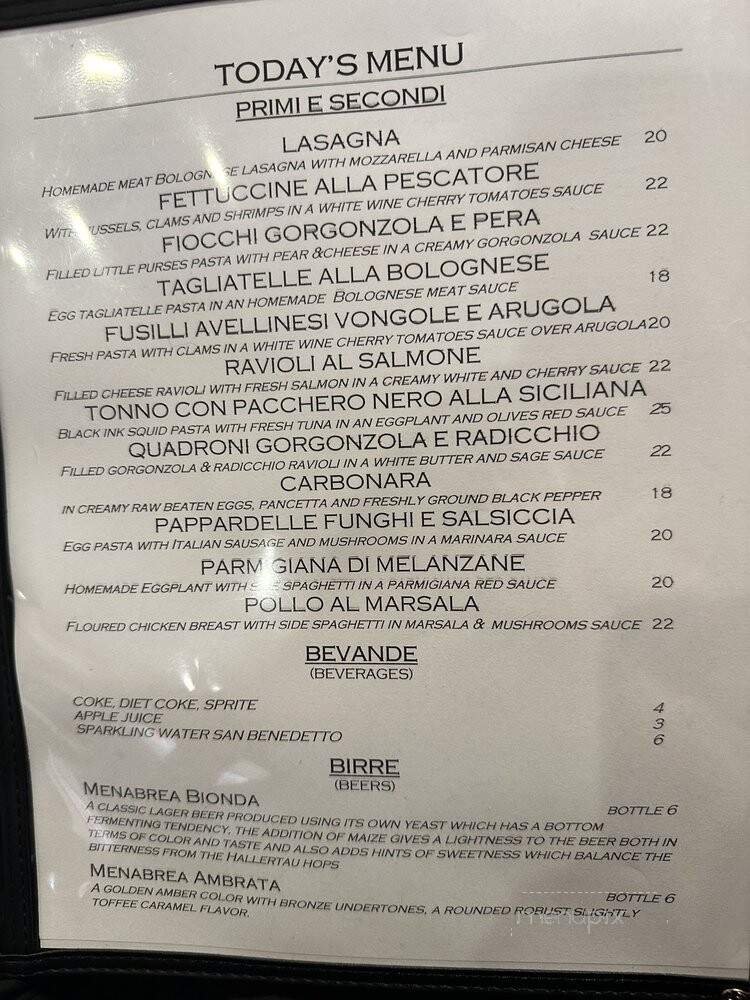 TODAY'S MENU
PRIMI E SECONDI
LASAGNA
HOMEMADE MEAT BOLOGNESE LASAGNA WITH MOZZARELLA AND PARMISAN CHEESE 20
FETTUCCINE ALLA PESCATORE
WITH MUSSELS, CLAMS AND SHRIMPS IN A WHITE WINE CHERRY TOMATOES SAUCE 22
FIOCCHI GORGONZOLA E PERA
FILLED LITTLE PURSES PASTA WITH PEAR &CHEESE IN A CREAMY GORGONZOLA SAUCE 22
TAGLIATELLE ALLA BOLOGNESE
EGG TAGLIATELLE PASTA IN AN HOMEMADE BOLOGNESE MEAT SAUCE 18
FUSILLI AVELLINESI VONGOLE E ARUGOLA
FRESH PASTA WITH CLAMS IN A WHITE WINE CHERRY TOMATOES SAUCE OVER ARUGOLA 20
RAVIOLI AL SALMONE
FILLED CHEESE RAVIOLI WITH FRESH SALMON IN A CREAMY WHITE AND CHERRY SAUCE 22
TONNO CON PACCHERO NERO ALLA SICILIANA
BLACK INK SQUID PASTA WITH FRESH TUNA IN AN EGGPLANT AND OLIVES RED SAUCE 25
QUADRONI GORGONZOLA E RADICCHIO
FILLED GORGONZOLA & RADICCHIO RAVIOLI IN A WHITE BUTTER AND SAGE SAUCE 22
CARBONARA
IN CREAMY RAW BEATEN EGGS, PANCETTA AND FRESHLY GROUND BLACK PEPPER 18
PAPPARDELLE FUNGHI E SALSICCIA
EGG PASTA WITH ITALIAN SAUSAGE AND MUSHROOMS IN A MARINARA SAUCE 20
PARMIGIANA DI MELANZANE
HOMEMADE EGGPLANT WITH SIDE SPAGHETTI IN A PARMIGIANA RED SAUCE 20
POLLO AL MARSALA
FLOURED CHICKEN BREAST WITH SIDE SPAGHETTI IN MARSALA & MUSHROOMS SAUCE 22
BEVANDE
(BEVERAGES)
COKE, DIET COKE, SPRITE 4
APPLE JUICE 3
SPARKLING WATER SAN BENEDETTO 6
BIRRE
(BEERS)
MENABREA BIONDA BOTTLE 6
A CLASSIC LAGER BEER PRODUCED USING ITS OWN YEAST WHICH HAS A BOTTOM
FERMENTING TENDENCY, THE ADDITION OF MAIZE GIVES A LIGHTNESS TO THE BEER BOTH IN
TERMS OF COLOR AND TASTE AND ALSO ADDS HINTS OF SWEETNESS WHICH BALANCE THE
BITTERNESS FROM THE HALLERTAU HOPS
MENABREA AMBRATA BOTTLE 6
A GOLDEN AMBER COLOR WITH BRONZE UNDERTONES, A ROUNDED ROBUST SLIGHTLY
TOFFEE CARAMEL FLAVOR.
menupix